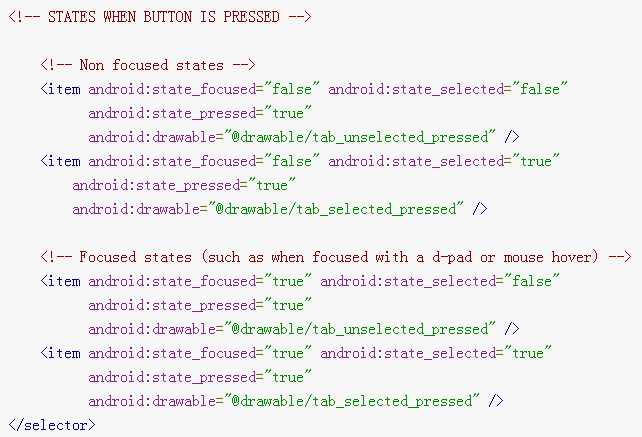 <!-- STATES WHEN BUTTON IS PRESSED -->
<!-- Non focused states -->
<item android:state_focused="false" android:state_selected="false"
android:state_pressed="true"
android:drawable="@drawable/tab_unselected_pressed" />
<item android:state_focused="false" android:state_selected="true"
android:state_pressed="true"
android:drawable="@drawable/tab_selected_pressed" />
<!-- Focused states (such as when focused with a d-pad or mouse hover) -->
<item android:state_focused="true" android:state_selected="false"
android:state_pressed="true"
android:drawable="@drawable/tab_unselected_pressed" />
<item android:state_focused="true" android:state_selected="true"
android:state_pressed="true"
android:drawable="@drawable/tab_selected_pressed" />
</selector>